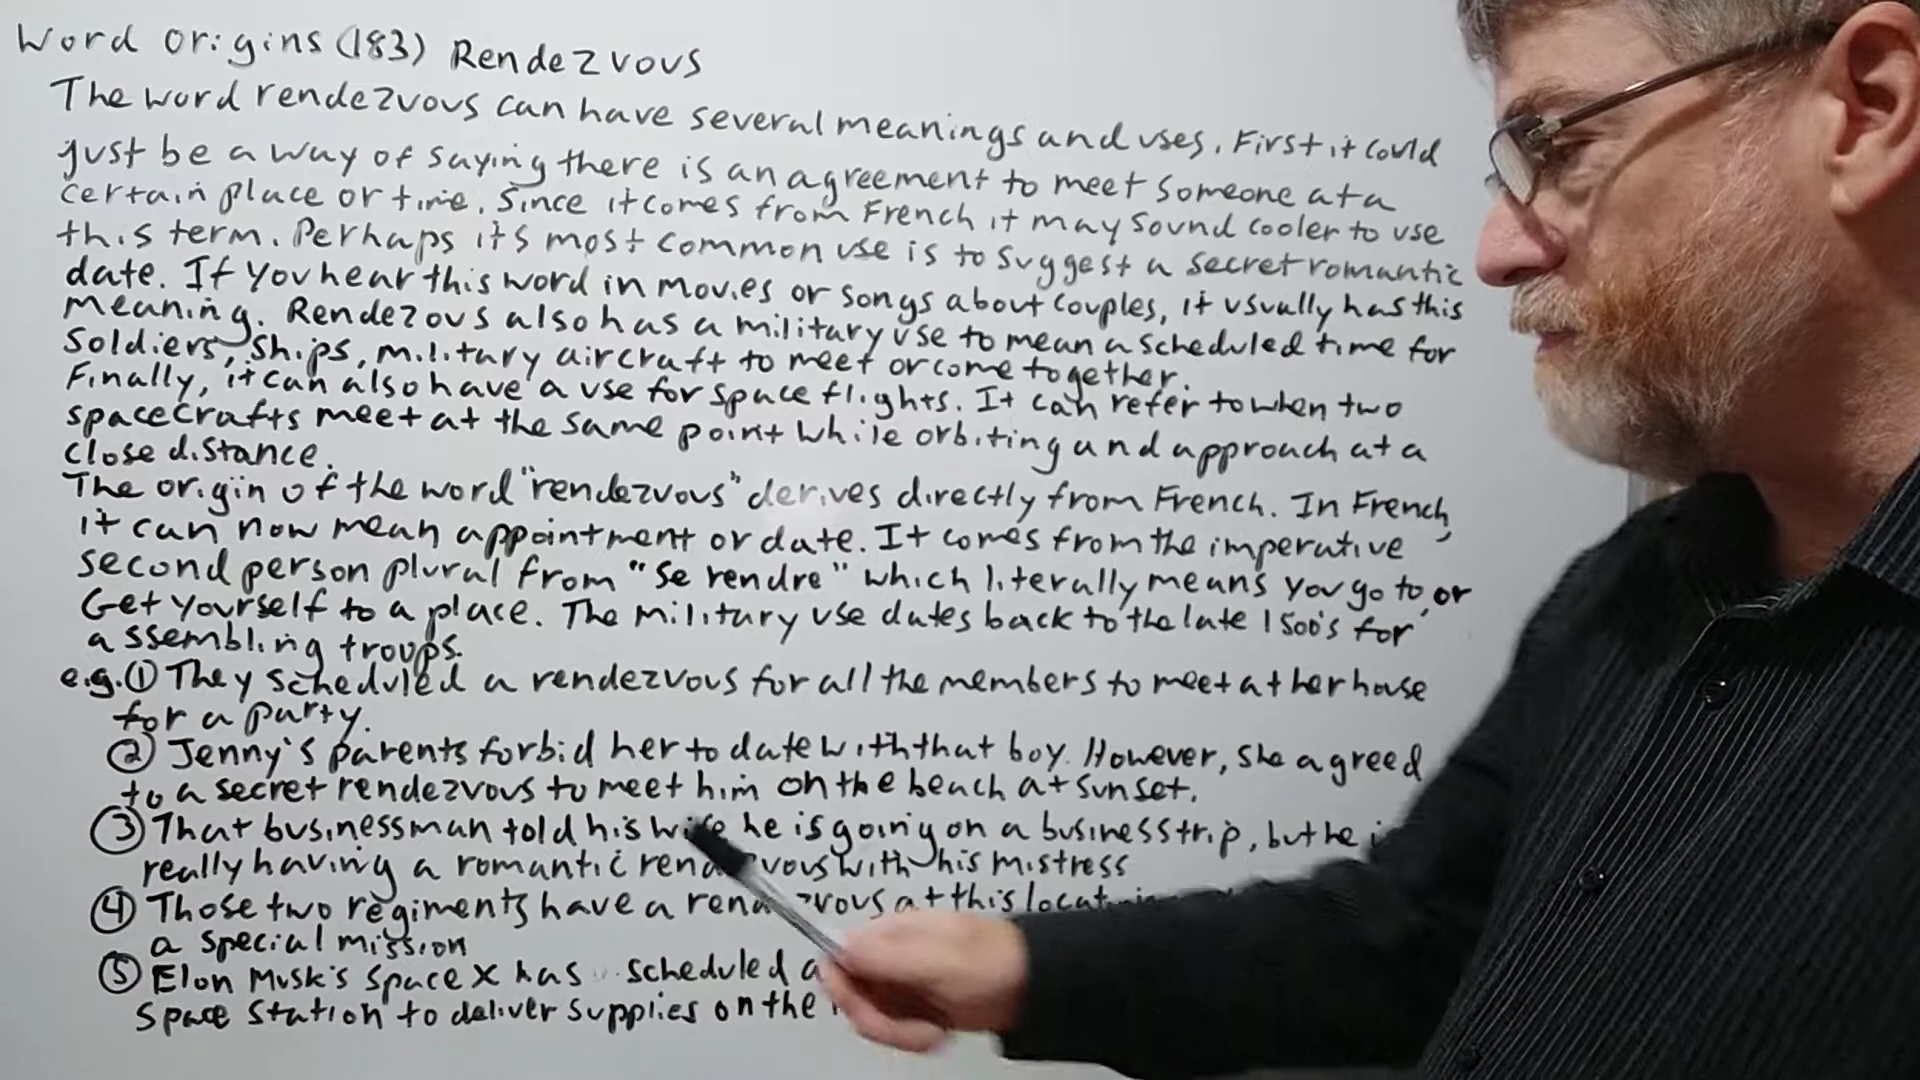 Word Origins (183) Rendezvous
The word rendezvous can have several meanings and uses. First it could
just be a way of saying there is an agreement to meet someone at a
certain place or time. Since it comes from French it may sound cooler to use
this term. Perhaps its most common use is to suggest a secret romantic
date. If you hear this word in movies or songs about couples, it usually has this
meaning. Rendezous also has a military use to mean a scheduled time for
soldiers, ships, military aircraft to meet or come together.
Finally, it can also have a use for space flights. It can refer to when two
spacecrafts meet at the same point while orbiting and approach at a
close distance.
The origin of the word "rendezvous" derives directly from French. In French,
it can now mean appointment or date. It comes from the imperative
second person plural from "Se rendre" which literally means you go to, or
Get yourself to a place. The military use dates back to the late 1500's for
assembling troops.
e.g. ① They scheduled a rendezvous for all the members to meet at her house
for a party.
② Jenny's parents forbid her to date with that boy. However, she agreed
to a secret rendezvous to meet him on the beach at sunset.
③ That businessman told his wife he is going on a business trip, but he
really having a romantic rendezvous with his mistress
④ Those two regiments have a rendezvous at this
a special mission
⑤ Elon Musk's Space X has scheduled a
Space Station to deliver supplies on the